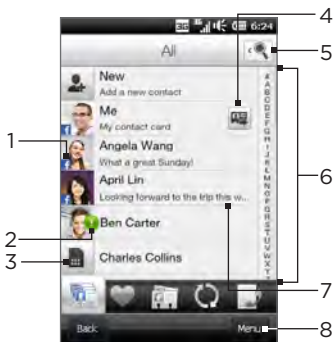 3G 6:24
All
New
Add a new contact
Me
My contact card
Angela Wang
What a great Sunday!
April Lin
Looking forward to the trip this w...
Ben Carter
Charles Collins
Back
Menu
#
A
B
C
D
E
F
G
H
I
J
K
L
M
N
O
P
Q
R
S
T
U
V
W
X
1
2
3
4
5
6
7
8